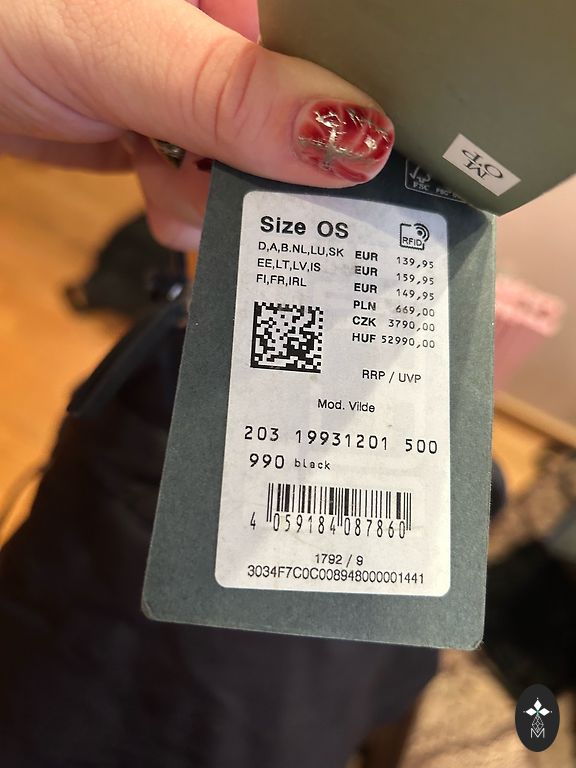 M
O'P
FSC
Size OS
RFID
D,A,B,NL,LU,SK EUR 139,95
EE,LT,LV,IS EUR 159,95
FI,FR,IRL EUR 149,95
PLN 669,00
CZK 3790,00
HUF 52990,00
RRP / UVP
Mod. Vilde
203 19931201 500
990 black
4 059184 087860
1792 / 9
3034F7C0C008948000001441
M